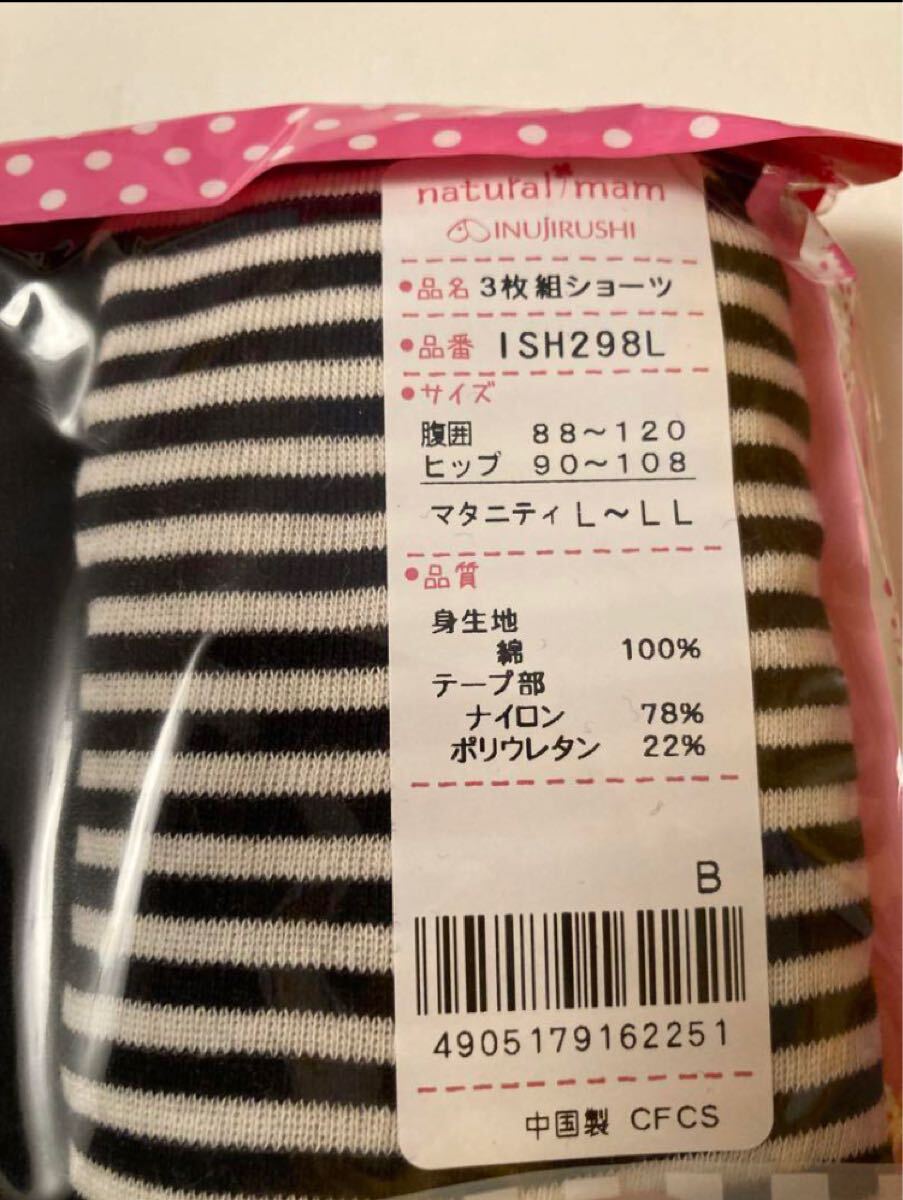 natural mam
INUJIRUSHI
•品名 3枚組ショーツ
•品番 ISH298L
•サイズ
腹囲 88～120
ヒップ 90～108
マタニティ L～LL
•品質
身生地
綿 100%
テープ部
ナイロン 78%
ポリウレタン 22%
B
4905179162251
中国製 CFCS